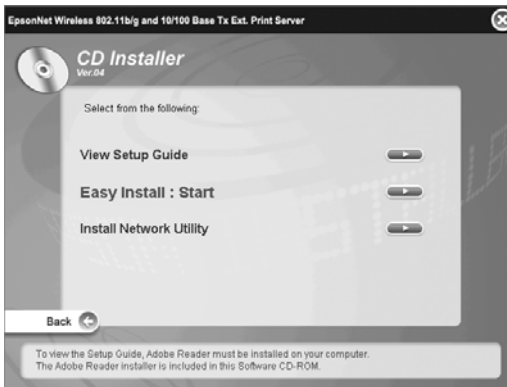 EpsonNet Wireless 802.11b/g and 10/100 Base Tx Ext. Print Server
CD Installer
Ver.04
Select from the following:
View Setup Guide
Easy Install : Start
Install Network Utility
Back
To view the Setup Guide, Adobe Reader must be installed on your computer.
The Adobe Reader installer is included in this Software CD-ROM.